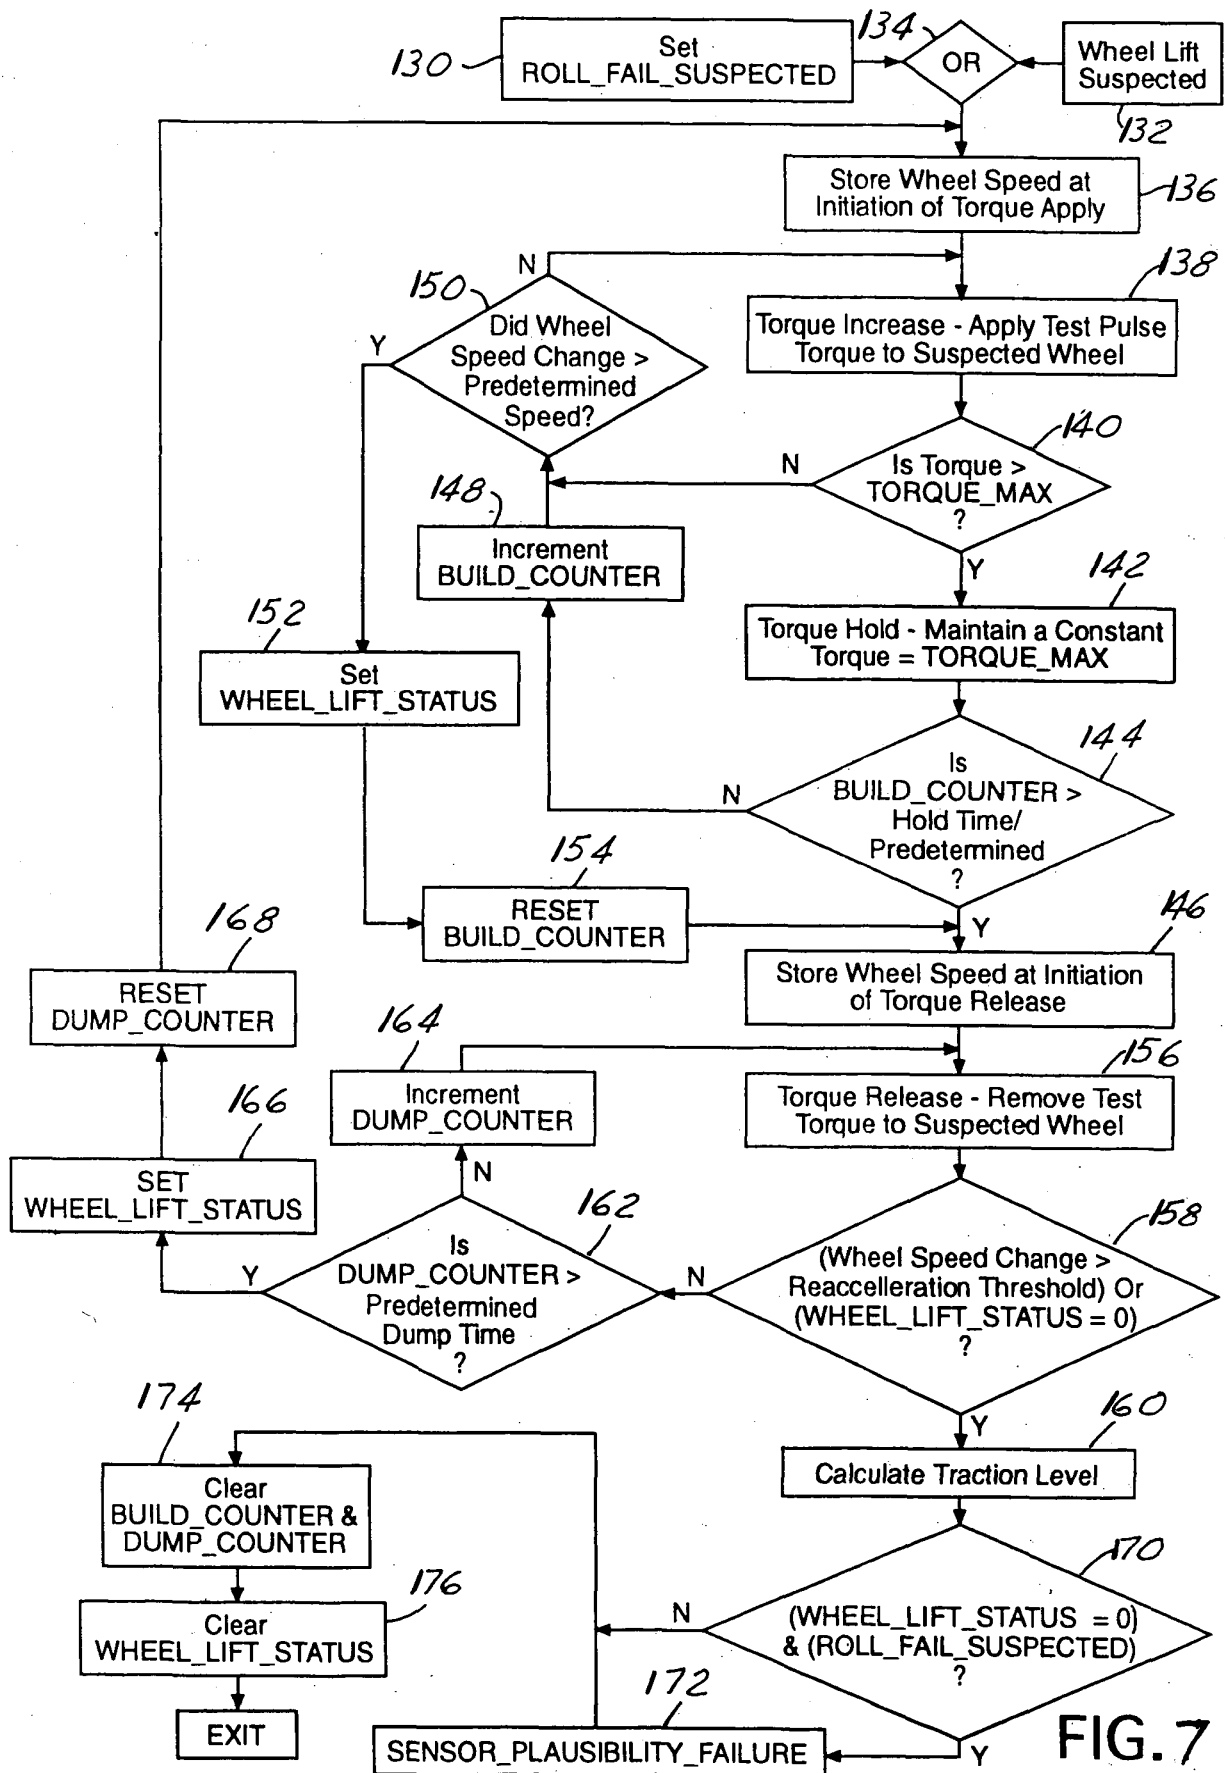 130
Set
ROLL_FAIL_SUSPECTED
134
OR
Wheel Lift
Suspected
132
Store Wheel Speed at
Initiation of Torque Apply
136
N
150
Did Wheel
Speed Change >
Predetermined
Speed?
Y
138
Torque Increase - Apply Test Pulse
Torque to Suspected Wheel
140
Is Torque >
TORQUE_MAX
?
N
Y
148
Increment
BUILD_COUNTER
142
Torque Hold - Maintain a Constant
Torque = TORQUE_MAX
152
Set
WHEEL_LIFT_STATUS
144
Is
BUILD_COUNTER >
Hold Time/
Predetermined
?
N
Y
154
RESET
BUILD_COUNTER
146
Store Wheel Speed at Initiation
of Torque Release
168
RESET
DUMP_COUNTER
164
Increment
DUMP_COUNTER
156
Torque Release - Remove Test
Torque to Suspected Wheel
166
SET
WHEEL_LIFT_STATUS
N
162
Is
DUMP_COUNTER >
Predetermined
Dump Time
?
Y
N
158
(Wheel Speed Change >
Reaccelleration Threshold) Or
(WHEEL_LIFT_STATUS = 0)
?
Y
160
Calculate Traction Level
174
Clear
BUILD_COUNTER &
DUMP_COUNTER
170
(WHEEL_LIFT_STATUS = 0)
& (ROLL_FAIL_SUSPECTED)
?
N
Y
176
Clear
WHEEL_LIFT_STATUS
EXIT
172
SENSOR_PLAUSIBILITY_FAILURE
FIG. 7